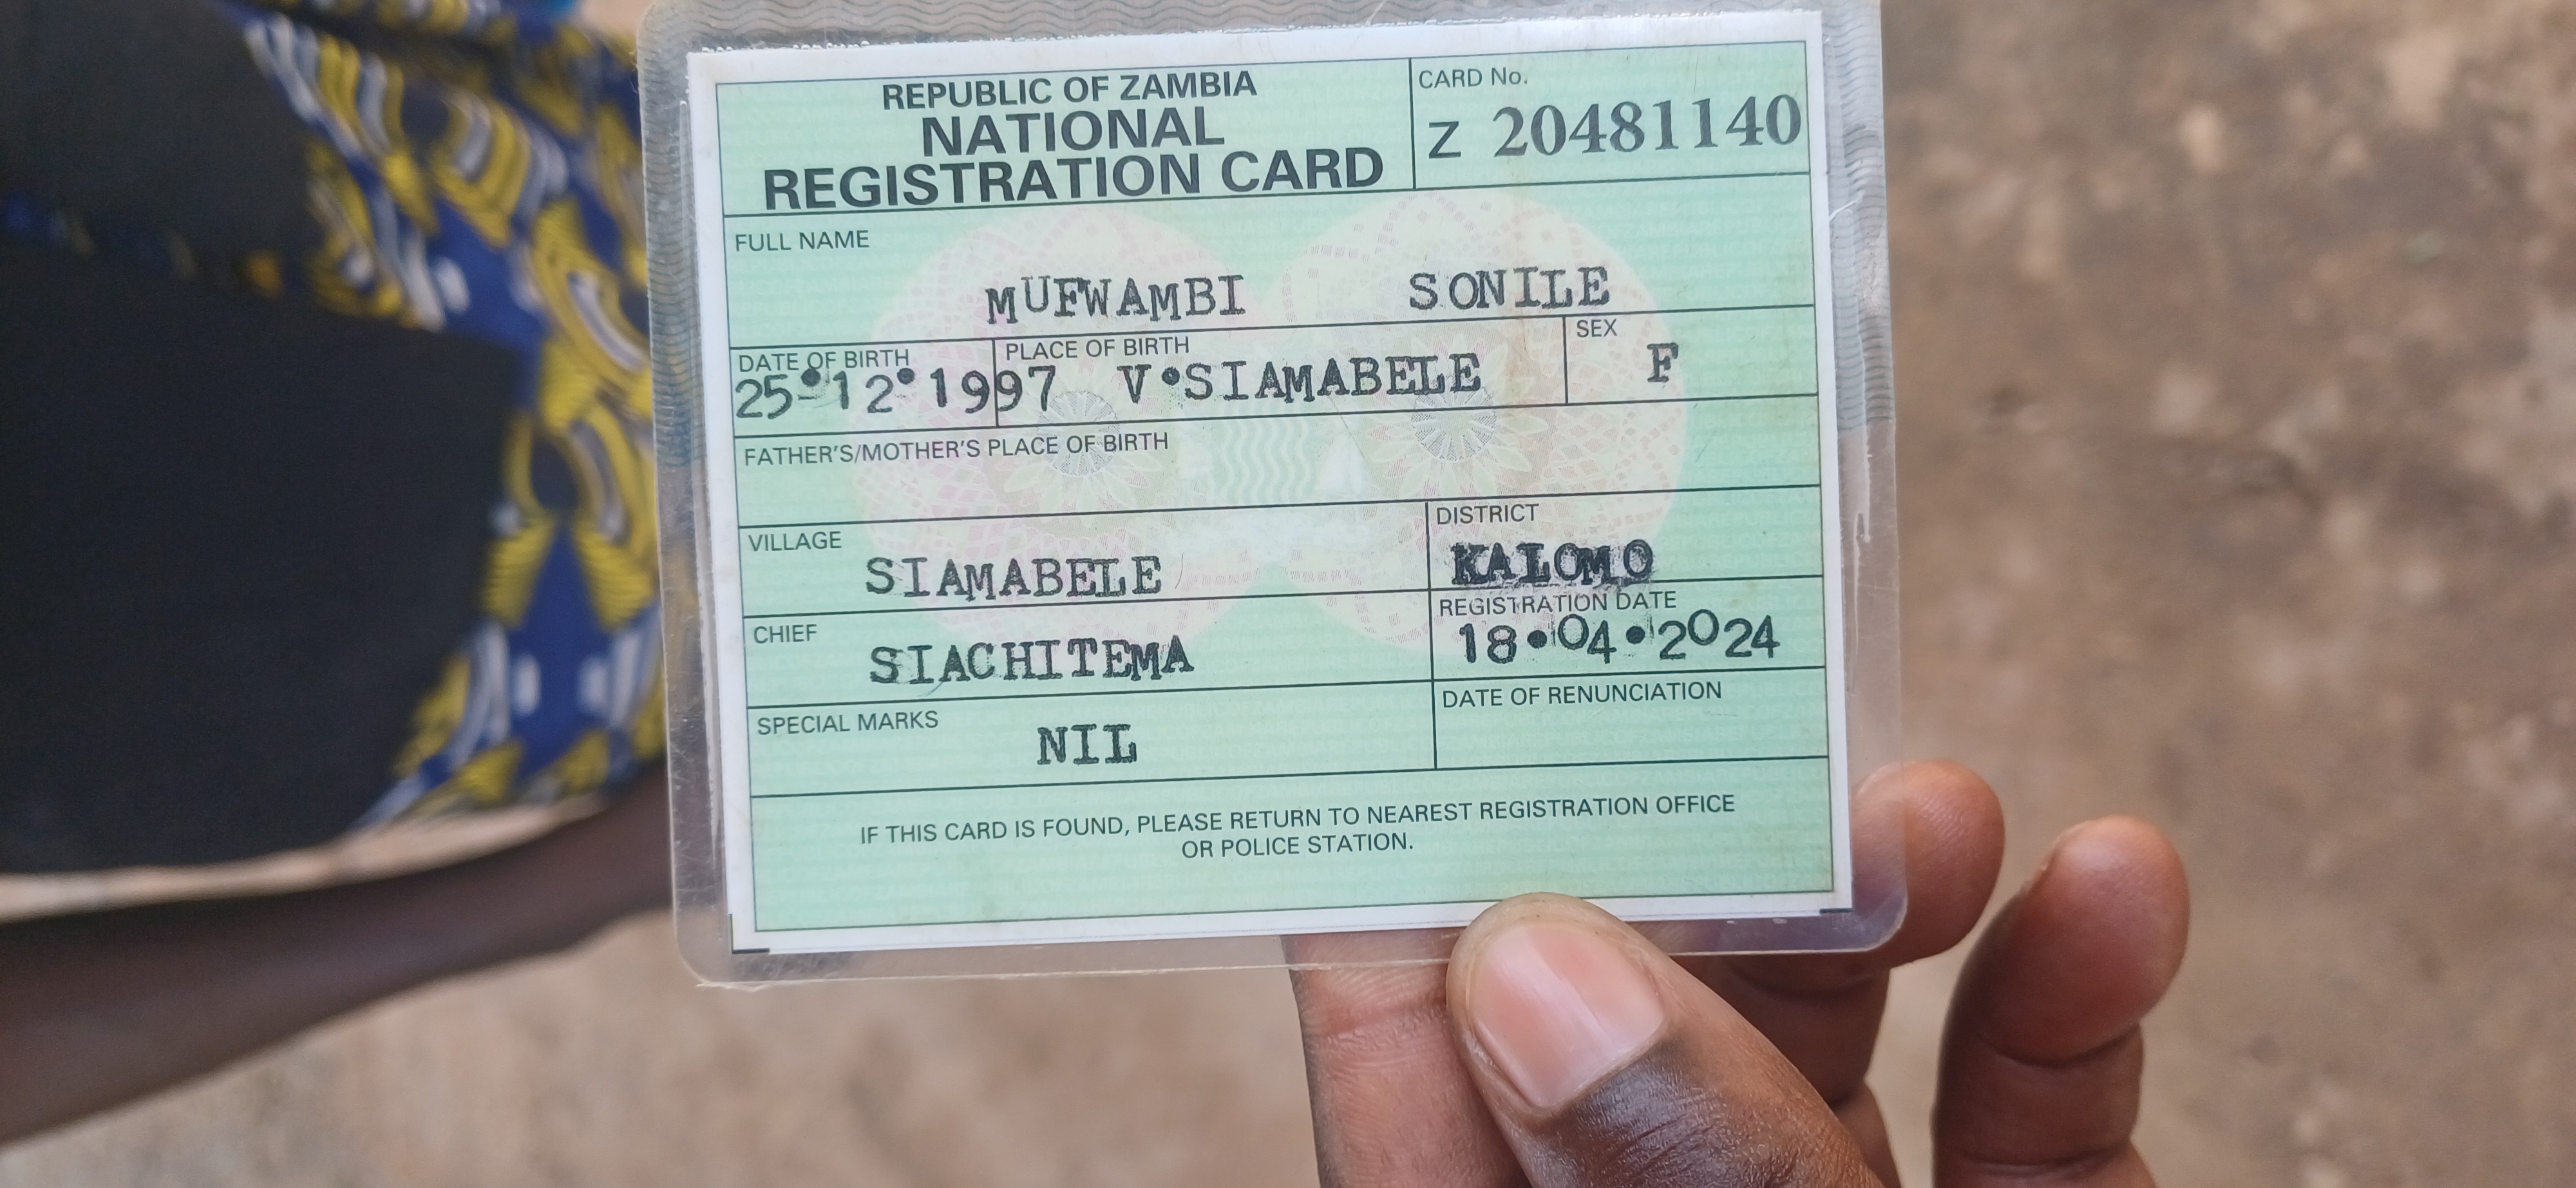 REPUBLIC OF ZAMBIA
NATIONAL
REGISTRATION CARD
CARD No.
Z 20481140
FULL NAME
MUFWAMBI SONILE
DATE OF BIRTH
25•12•1997
PLACE OF BIRTH
V•SIAMABELE
SEX
F
FATHER'S/MOTHER'S PLACE OF BIRTH
VILLAGE
SIAMABELE
DISTRICT
KALOMO
CHIEF
SIACHITEMA
REGISTRATION DATE
18•04•2024
SPECIAL MARKS
NIL
DATE OF RENUNCIATION
IF THIS CARD IS FOUND, PLEASE RETURN TO NEAREST REGISTRATION OFFICE
OR POLICE STATION.